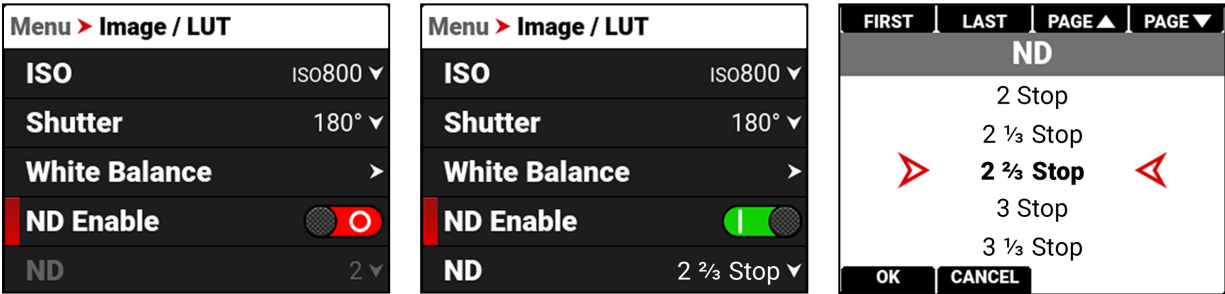 Menu ➤ Image / LUT
ISO ISO800
Shutter 180°
White Balance
ND Enable
ND 2
Menu ➤ Image / LUT
ISO ISO800
Shutter 180°
White Balance
ND Enable
ND 2 ⅔ Stop
FIRST LAST PAGE▲ PAGE▼
ND
2 Stop
2 ⅓ Stop
2 ⅔ Stop
3 Stop
3 ⅓ Stop
OK CANCEL